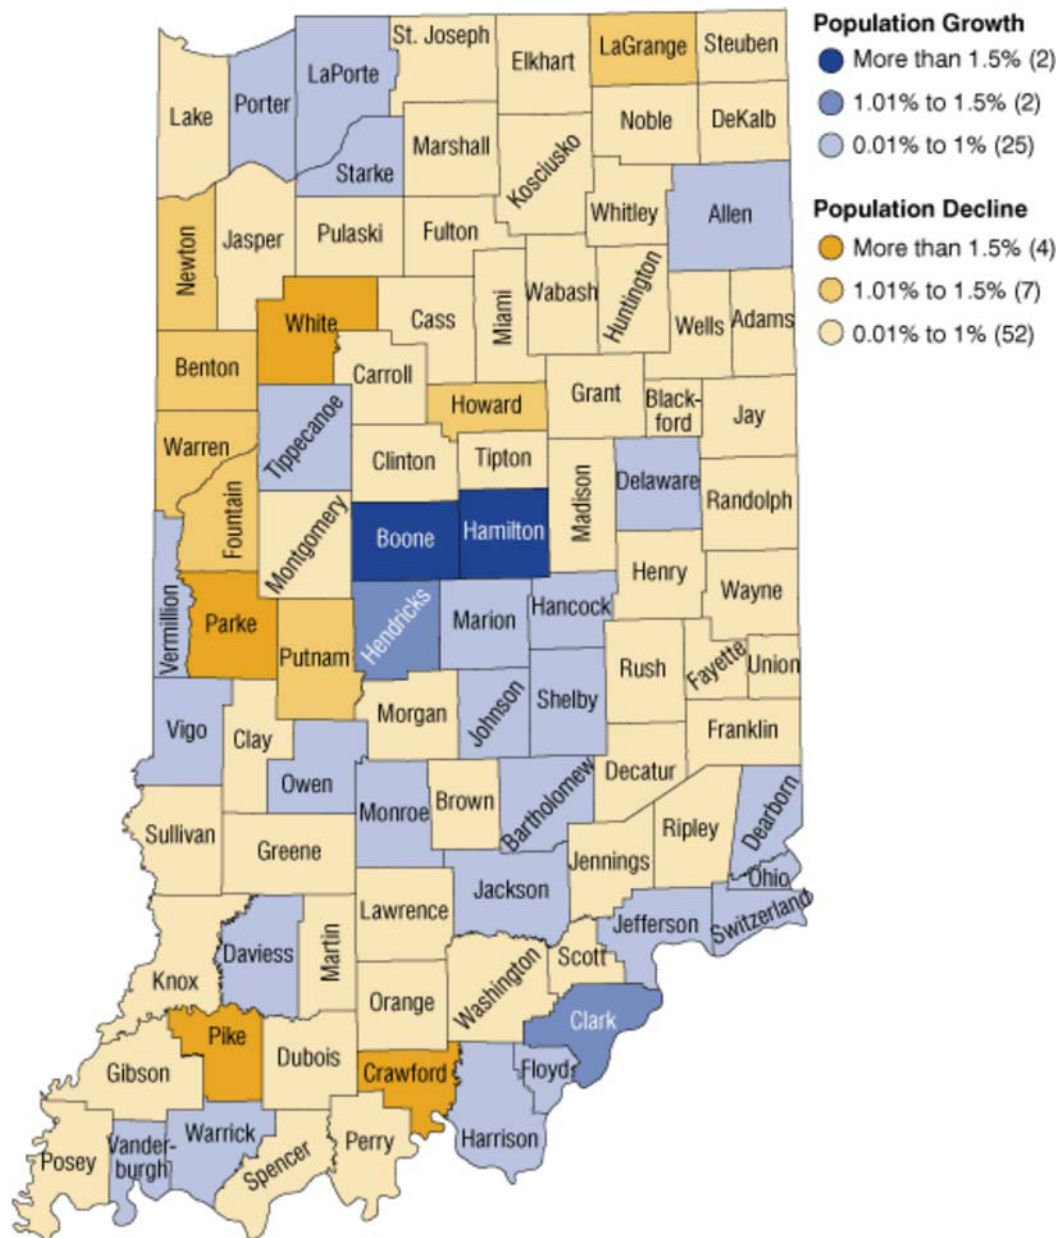 Population Growth
More than 1.5% (2)
1.01% to 1.5% (2)
0.01% to 1% (25)
Population Decline
More than 1.5% (4)
1.01% to 1.5% (7)
0.01% to 1% (52)
St. Joseph
LaGrange
Steuben
Elkhart
LaPorte
Porter
Lake
Noble
DeKalb
Marshall
Kosciusko
Starke
Whitley
Allen
Newton
Jasper
Pulaski
Fulton
Miami
Wabash
Huntington
White
Cass
Wells
Adams
Benton
Carroll
Howard
Grant
Black-
ford
Jay
Warren
Tippecanoe
Clinton
Tipton
Madison
Delaware
Randolph
Fountain
Montgomery
Boone
Hamilton
Henry
Wayne
Vermillion
Parke
Putnam
Hendricks
Marion
Hancock
Rush
Fayette
Union
Vigo
Clay
Morgan
Johnson
Shelby
Franklin
Owen
Monroe
Brown
Bartholomew
Decatur
Dearborn
Sullivan
Greene
Jennings
Ripley
Ohio
Jackson
Lawrence
Jefferson
Switzerland
Knox
Daviess
Martin
Orange
Washington
Scott
Clark
Pike
Gibson
Dubois
Crawford
Floyd
Harrison
Posey
Vander-
burgh
Warrick
Spencer
Perry